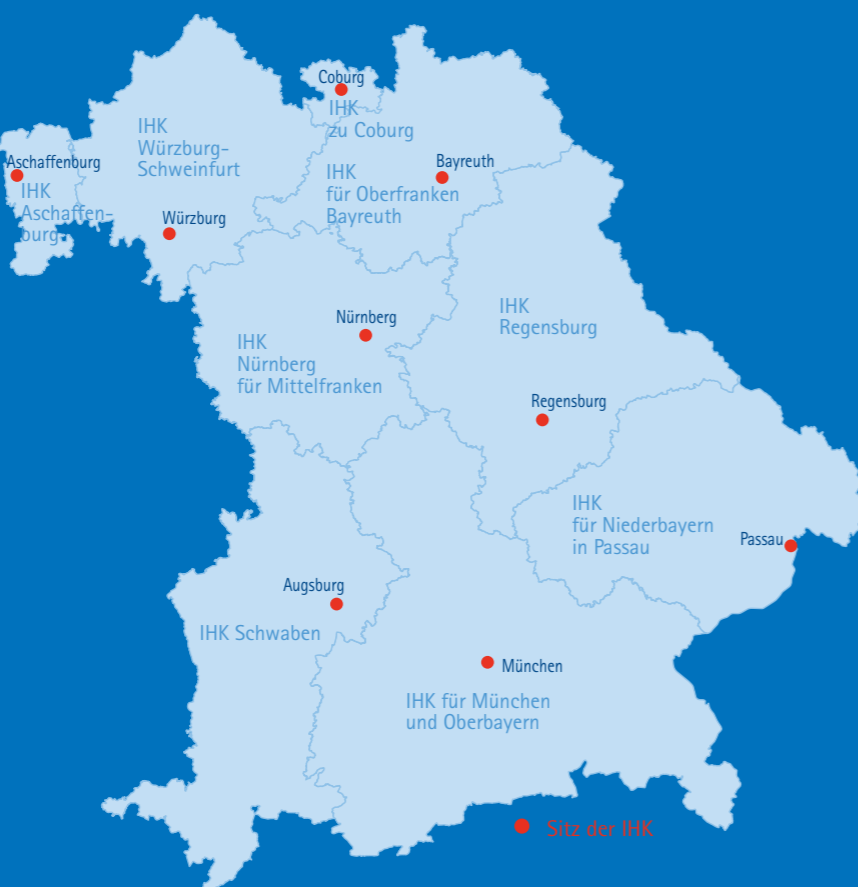 Coburg
IHK
zu Coburg
IHK
Würzburg-
Schweinfurt
Aschaffenburg
IHK
Aschaffen-
burg
Würzburg
Bayreuth
IHK
für Oberfranken
Bayreuth
Nürnberg
IHK
Nürnberg
für Mittelfranken
IHK
Regensburg
Regensburg
IHK
für Niederbayern
in Passau
Passau
Augsburg
IHK Schwaben
München
IHK für München
und Oberbayern
Sitz der IHK